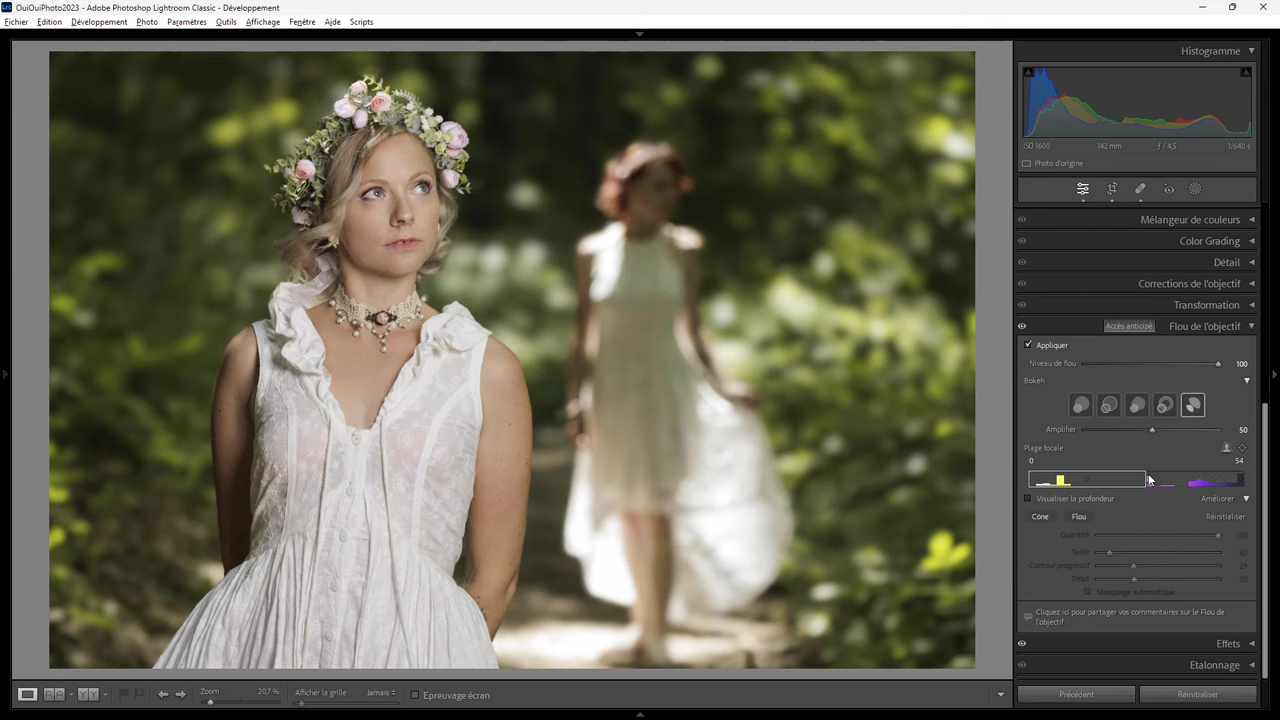 OuiOuiPhoto2023 - Adobe Photoshop Lightroom Classic - Développement
Fichier Edition Développement Photo Paramètres Outils Affichage Fenêtre Aide Scripts
Histogramme
ISO 1600 142 mm ƒ / 4,5 1/640 s
Photo d'origine
Mélangeur de couleurs
Color Grading
Détail
Corrections de l'objectif
Transformation
Accès anticipé Flou de l'objectif
Appliquer
Niveau de flou 100
Bokeh
Amplifier 50
Plage focale
0 54
Visualiser la profondeur Améliorer
Cône Flou Réinitialiser
Quantité 100
Taille 60
Contour progressif 29
Débit 30
Masquage automatique
Cliquez ici pour partager vos commentaires sur le Flou de
l'objectif.
Effets
Etalonnage
Zoom 20,7 % Afficher la grille : Jamais Epreuvage écran
Précédent Réinitialiser